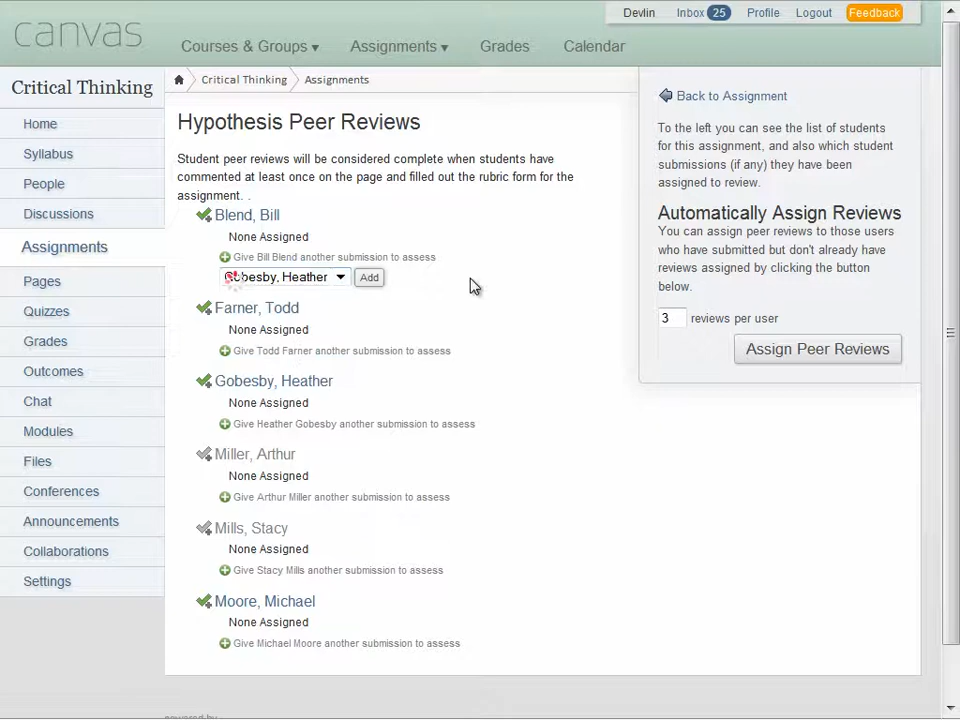 Devlin Inbox 25 Profile Logout Feedback
canvas
Courses & Groups Assignments Grades Calendar
Critical Thinking
Home
Syllabus
People
Discussions
Assignments
Pages
Quizzes
Grades
Outcomes
Chat
Modules
Files
Conferences
Announcements
Collaborations
Settings
Critical Thinking Assignments
Hypothesis Peer Reviews
Student peer reviews will be considered complete when students have
commented at least once on the page and filled out the rubric form for the
assignment. .
Blend, Bill
None Assigned
Give Bill Blend another submission to assess
Gobesby, Heather Add
Farner, Todd
None Assigned
Give Todd Farner another submission to assess
Gobesby, Heather
None Assigned
Give Heather Gobesby another submission to assess
Miller, Arthur
None Assigned
Give Arthur Miller another submission to assess
Mills, Stacy
None Assigned
Give Stacy Mills another submission to assess
Moore, Michael
None Assigned
Give Michael Moore another submission to assess
Back to Assignment
To the left you can see the list of students
for this assignment, and also which student
submissions (if any) they have been
assigned to review.
Automatically Assign Reviews
You can assign peer reviews to those users
who have submitted but don't already have
reviews assigned by clicking the button
below.
3 reviews per user
Assign Peer Reviews
powered by